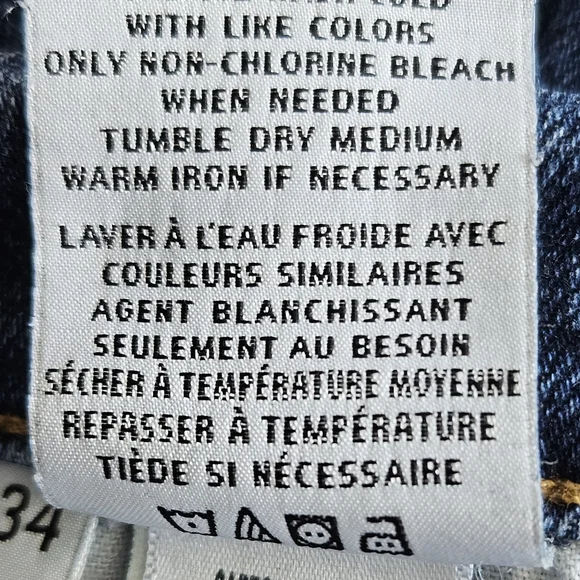 WITH LIKE COLORS
ONLY NON-CHLORINE BLEACH
WHEN NEEDED
TUMBLE DRY MEDIUM
WARM IRON IF NECESSARY
LAVER À L'EAU FROIDE AVEC
COULEURS SIMILAIRES
AGENT BLANCHISSANT
SEULEMENT AU BESOIN
SÉCHER À TEMPÉRATURE MOYENNE
REPASSER À TEMPÉRATURE
TIÈDE SI NÉCESSAIRE
34